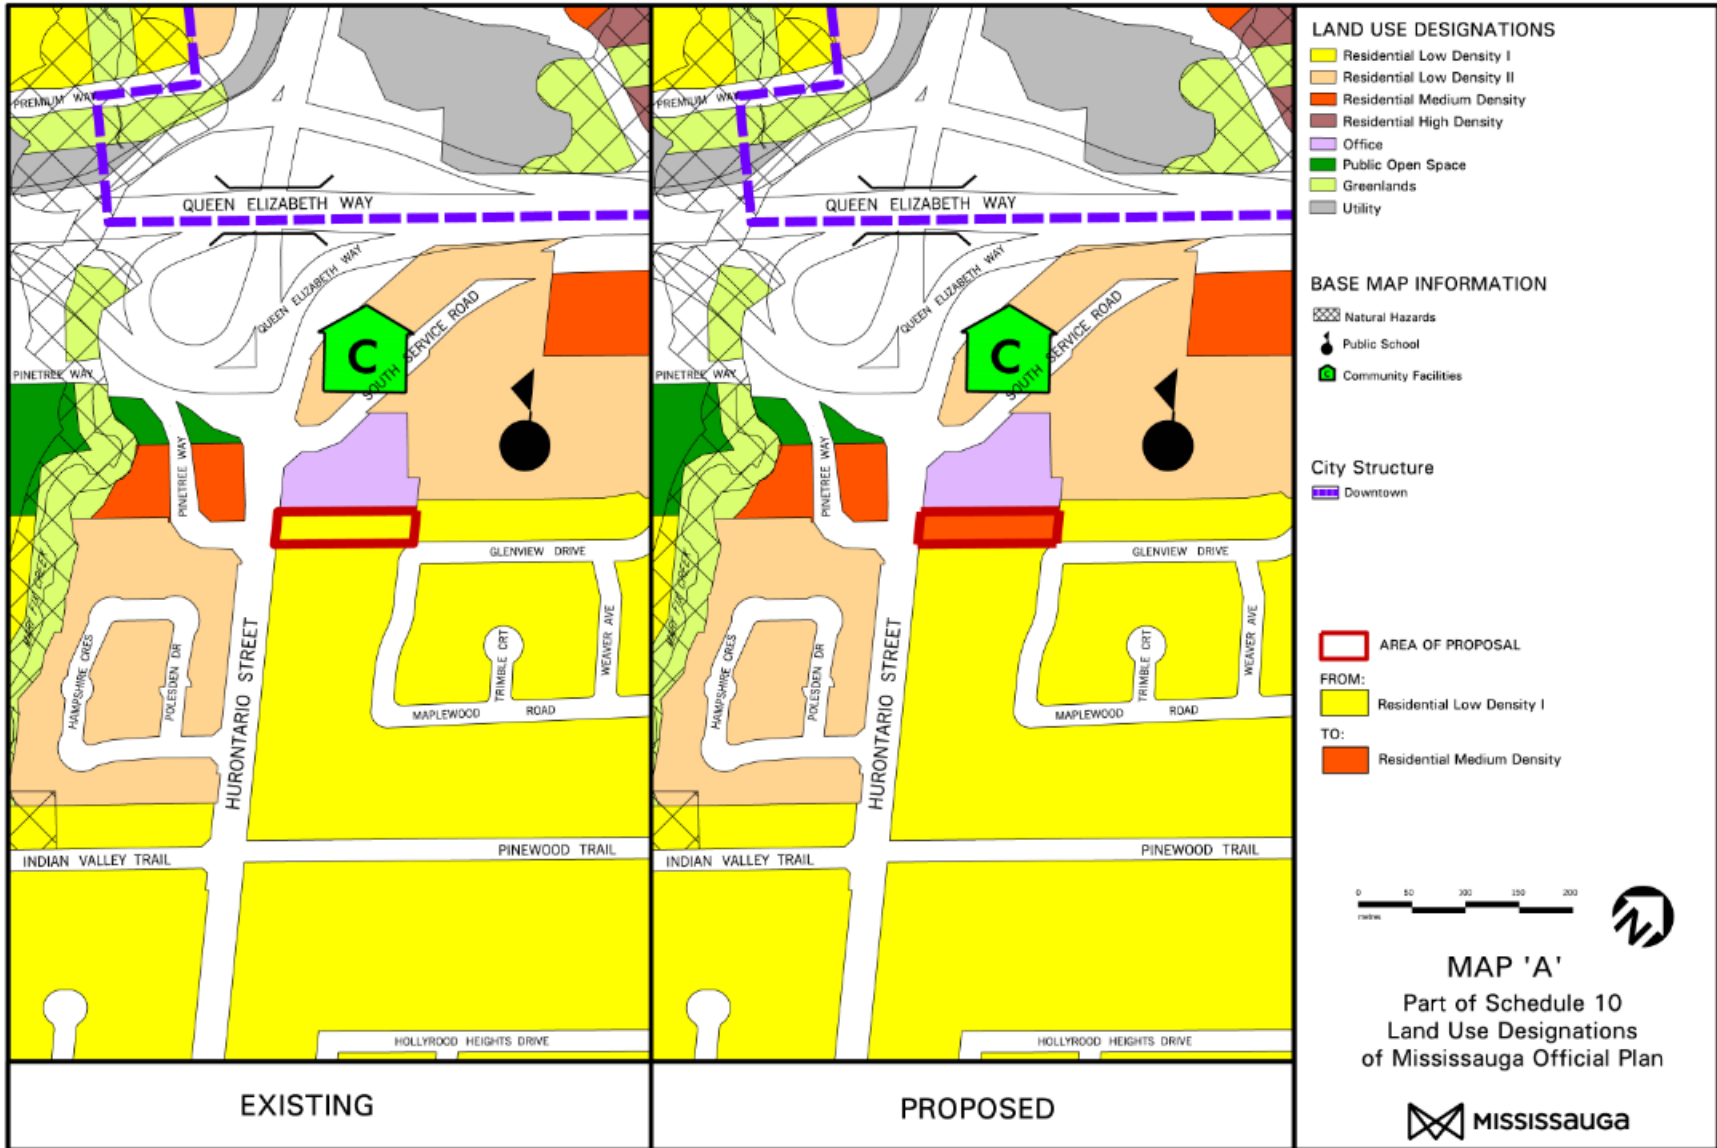 PREMIUM WAY
QUEEN ELIZABETH WAY
QUEEN ELIZABETH WAY
C
SOUTH SERVICE ROAD
PINETREE WAY
PINETREE WAY
GLENVIEW DRIVE
HAMPSHIRE CRES
POLESDEN DR
HURONTARIO STREET
TRIMBLE CRT
WEAVER AVE
MAPLEWOOD ROAD
INDIAN VALLEY TRAIL
PINEWOOD TRAIL
HOLLYROOD HEIGHTS DRIVE
EXISTING
PREMIUM WAY
QUEEN ELIZABETH WAY
QUEEN ELIZABETH WAY
C
SOUTH SERVICE ROAD
PINETREE WAY
PINETREE WAY
GLENVIEW DRIVE
HAMPSHIRE CRES
POLESDEN DR
HURONTARIO STREET
TRIMBLE CRT
WEAVER AVE
MAPLEWOOD ROAD
INDIAN VALLEY TRAIL
PINEWOOD TRAIL
HOLLYROOD HEIGHTS DRIVE
PROPOSED
LAND USE DESIGNATIONS
Residential Low Density I
Residential Low Density II
Residential Medium Density
Residential High Density
Office
Public Open Space
Greenlands
Utility
BASE MAP INFORMATION
Natural Hazards
Public School
C Community Facilities
City Structure
Downtown
AREA OF PROPOSAL
FROM:
Residential Low Density I
TO:
Residential Medium Density
0 50 100 150 200
metres
N
MAP 'A'
Part of Schedule 10
Land Use Designations
of Mississauga Official Plan
MISSISSAUGA